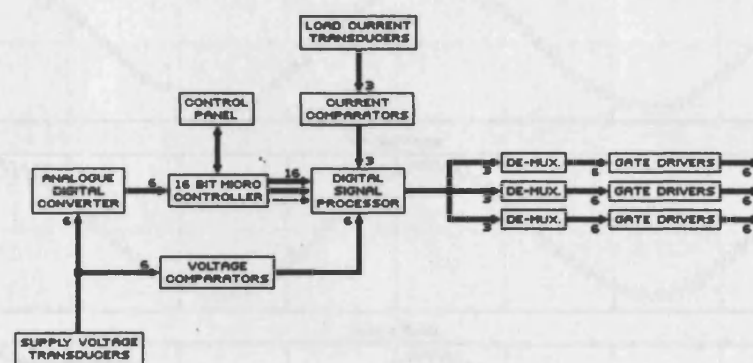 LOAD CURRENT
TRANSDUCERS
3
CONTROL
PANEL
CURRENT
COMPARATORS
3
16
ANALOGUE
DIGITAL
CONVERTER
6
6
16 BIT MICRO
CONTROLLER
DIGITAL
SIGNAL
PROCESSOR
6
3
DE-MUX.
6
GATE DRIVERS
6
3
DE-MUX.
6
GATE DRIVERS
6
3
DE-MUX.
6
GATE DRIVERS
6
6
VOLTAGE
COMPARATORS
SUPPLY VOLTAGE
TRANSDUCERS